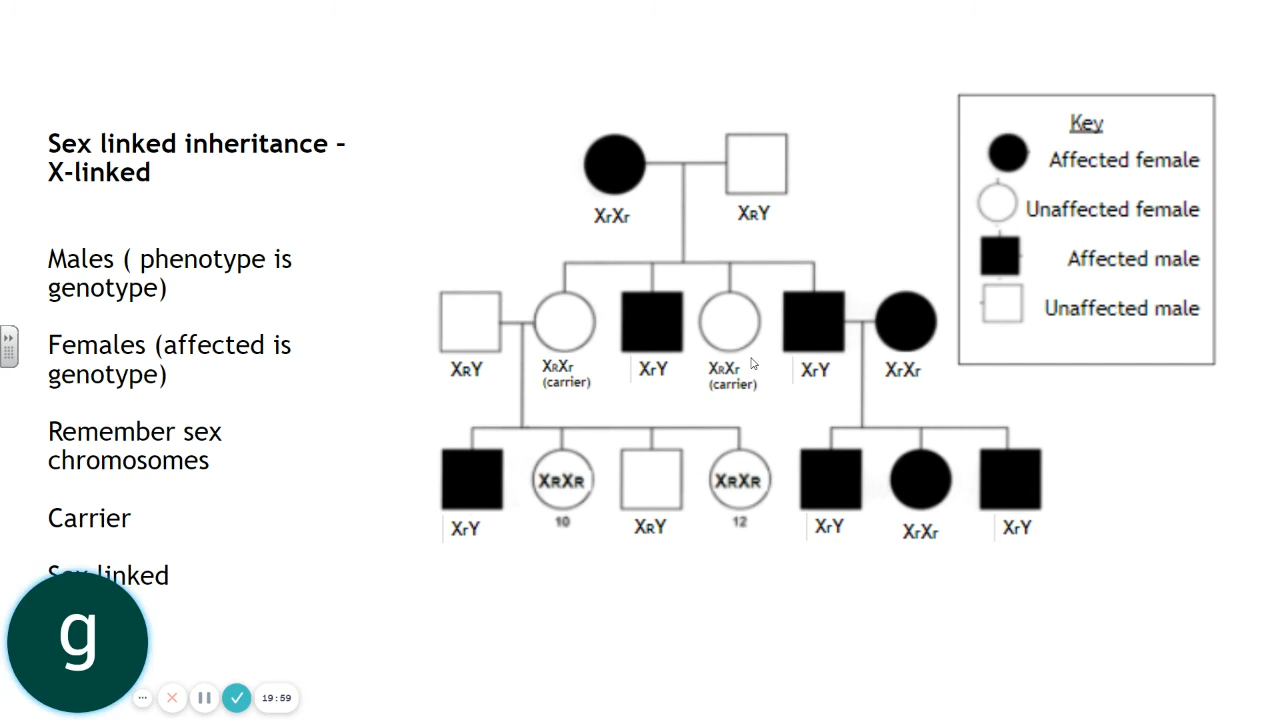 Sex linked inheritance –
X-linked
Males ( phenotype is
genotype)
Females (affected is
genotype)
Remember sex
chromosomes
Carrier
Sex linked
g
19:59
Key
Affected female
Unaffected female
Affected male
Unaffected male
XrXr
XRY
XRY
XRXr
(carrier)
XrY
XRXr
(carrier)
XrY
XrXr
XrY
XRXR
10
XRY
XRXR
12
XrY
XrXr
XrY